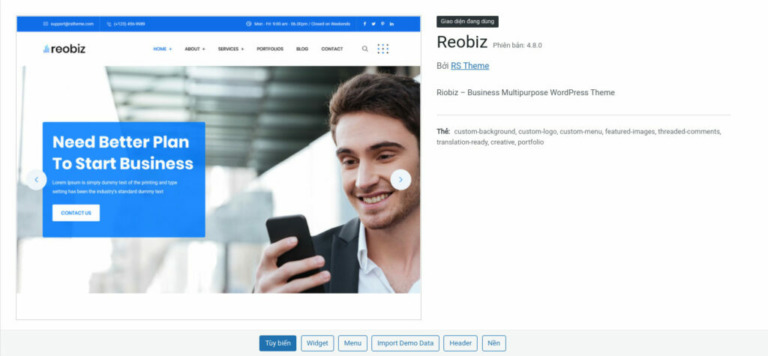 support@rstheme.com (+123)-456-9989 Mon - Fri: 9:00 am - 06.30pm / Closed on Weekends
reobiz HOME + ABOUT + SERVICES + PORTFOLIOS BLOG CONTACT
Need Better Plan
To Start Business
Lorem Ipsum is simply dummy text of the printing and type
setting has been the industry's standard dummy text
CONTACT US
Giao diện đang dùng
Reobiz Phiên bản: 4.8.0
Bởi RS Theme
Riobiz – Business Multipurpose WordPress Theme
Thẻ: custom-background, custom-logo, custom-menu, featured-images, threaded-comments,
translation-ready, creative, portfolio
Tùy biến Widget Menu Import Demo Data Header Nền